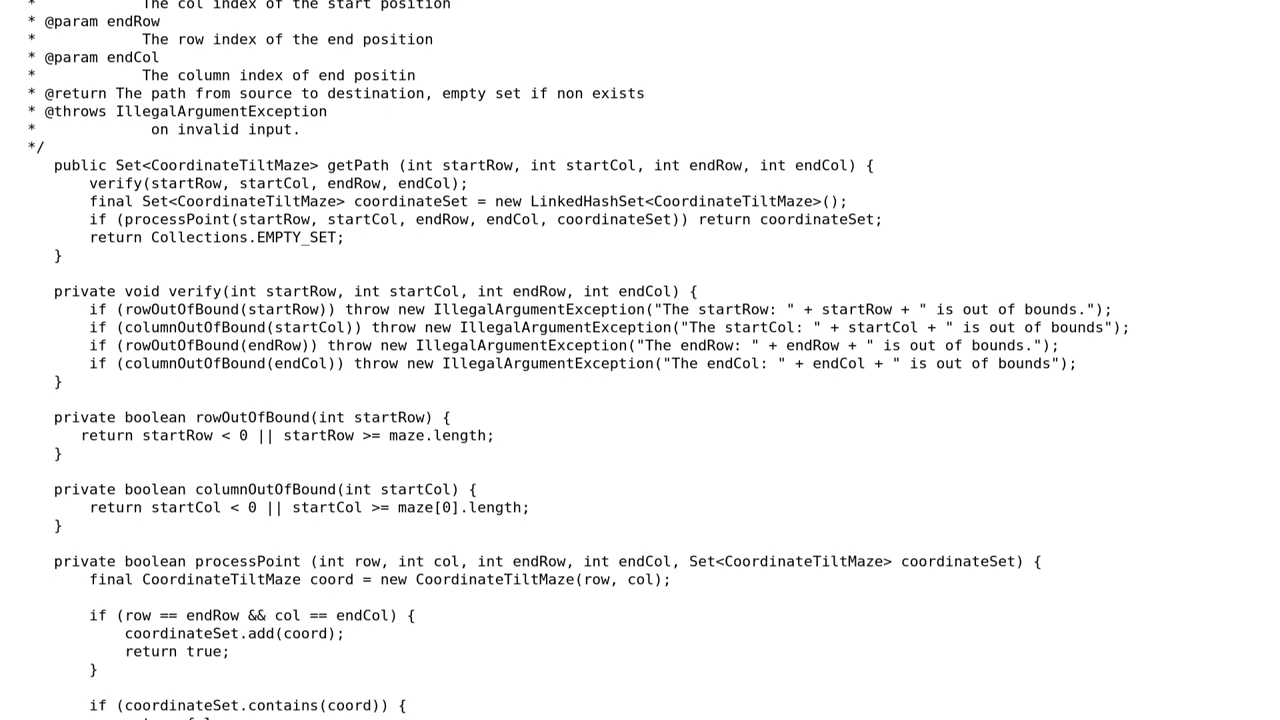 *            The col index of the start position
* @param endRow
*            The row index of the end position
* @param endCol
*            The column index of end positin
* @return The path from source to destination, empty set if non exists
* @throws IllegalArgumentException
*             on invalid input.
*/
public Set<CoordinateTiltMaze> getPath (int startRow, int startCol, int endRow, int endCol) {
verify(startRow, startCol, endRow, endCol);
final Set<CoordinateTiltMaze> coordinateSet = new LinkedHashSet<CoordinateTiltMaze>();
if (processPoint(startRow, startCol, endRow, endCol, coordinateSet)) return coordinateSet;
return Collections.EMPTY_SET;
}
private void verify(int startRow, int startCol, int endRow, int endCol) {
if (rowOutOfBound(startRow)) throw new IllegalArgumentException("The startRow: " + startRow + " is out of bounds.");
if (columnOutOfBound(startCol)) throw new IllegalArgumentException("The startCol: " + startCol + " is out of bounds");
if (rowOutOfBound(endRow)) throw new IllegalArgumentException("The endRow: " + endRow + " is out of bounds.");
if (columnOutOfBound(endCol)) throw new IllegalArgumentException("The endCol: " + endCol + " is out of bounds");
}
private boolean rowOutOfBound(int startRow) {
return startRow < 0 || startRow >= maze.length;
}
private boolean columnOutOfBound(int startCol) {
return startCol < 0 || startCol >= maze[0].length;
}
private boolean processPoint (int row, int col, int endRow, int endCol, Set<CoordinateTiltMaze> coordinateSet) {
final CoordinateTiltMaze coord = new CoordinateTiltMaze(row, col);
if (row == endRow && col == endCol) {
coordinateSet.add(coord);
return true;
}
if (coordinateSet.contains(coord)) {